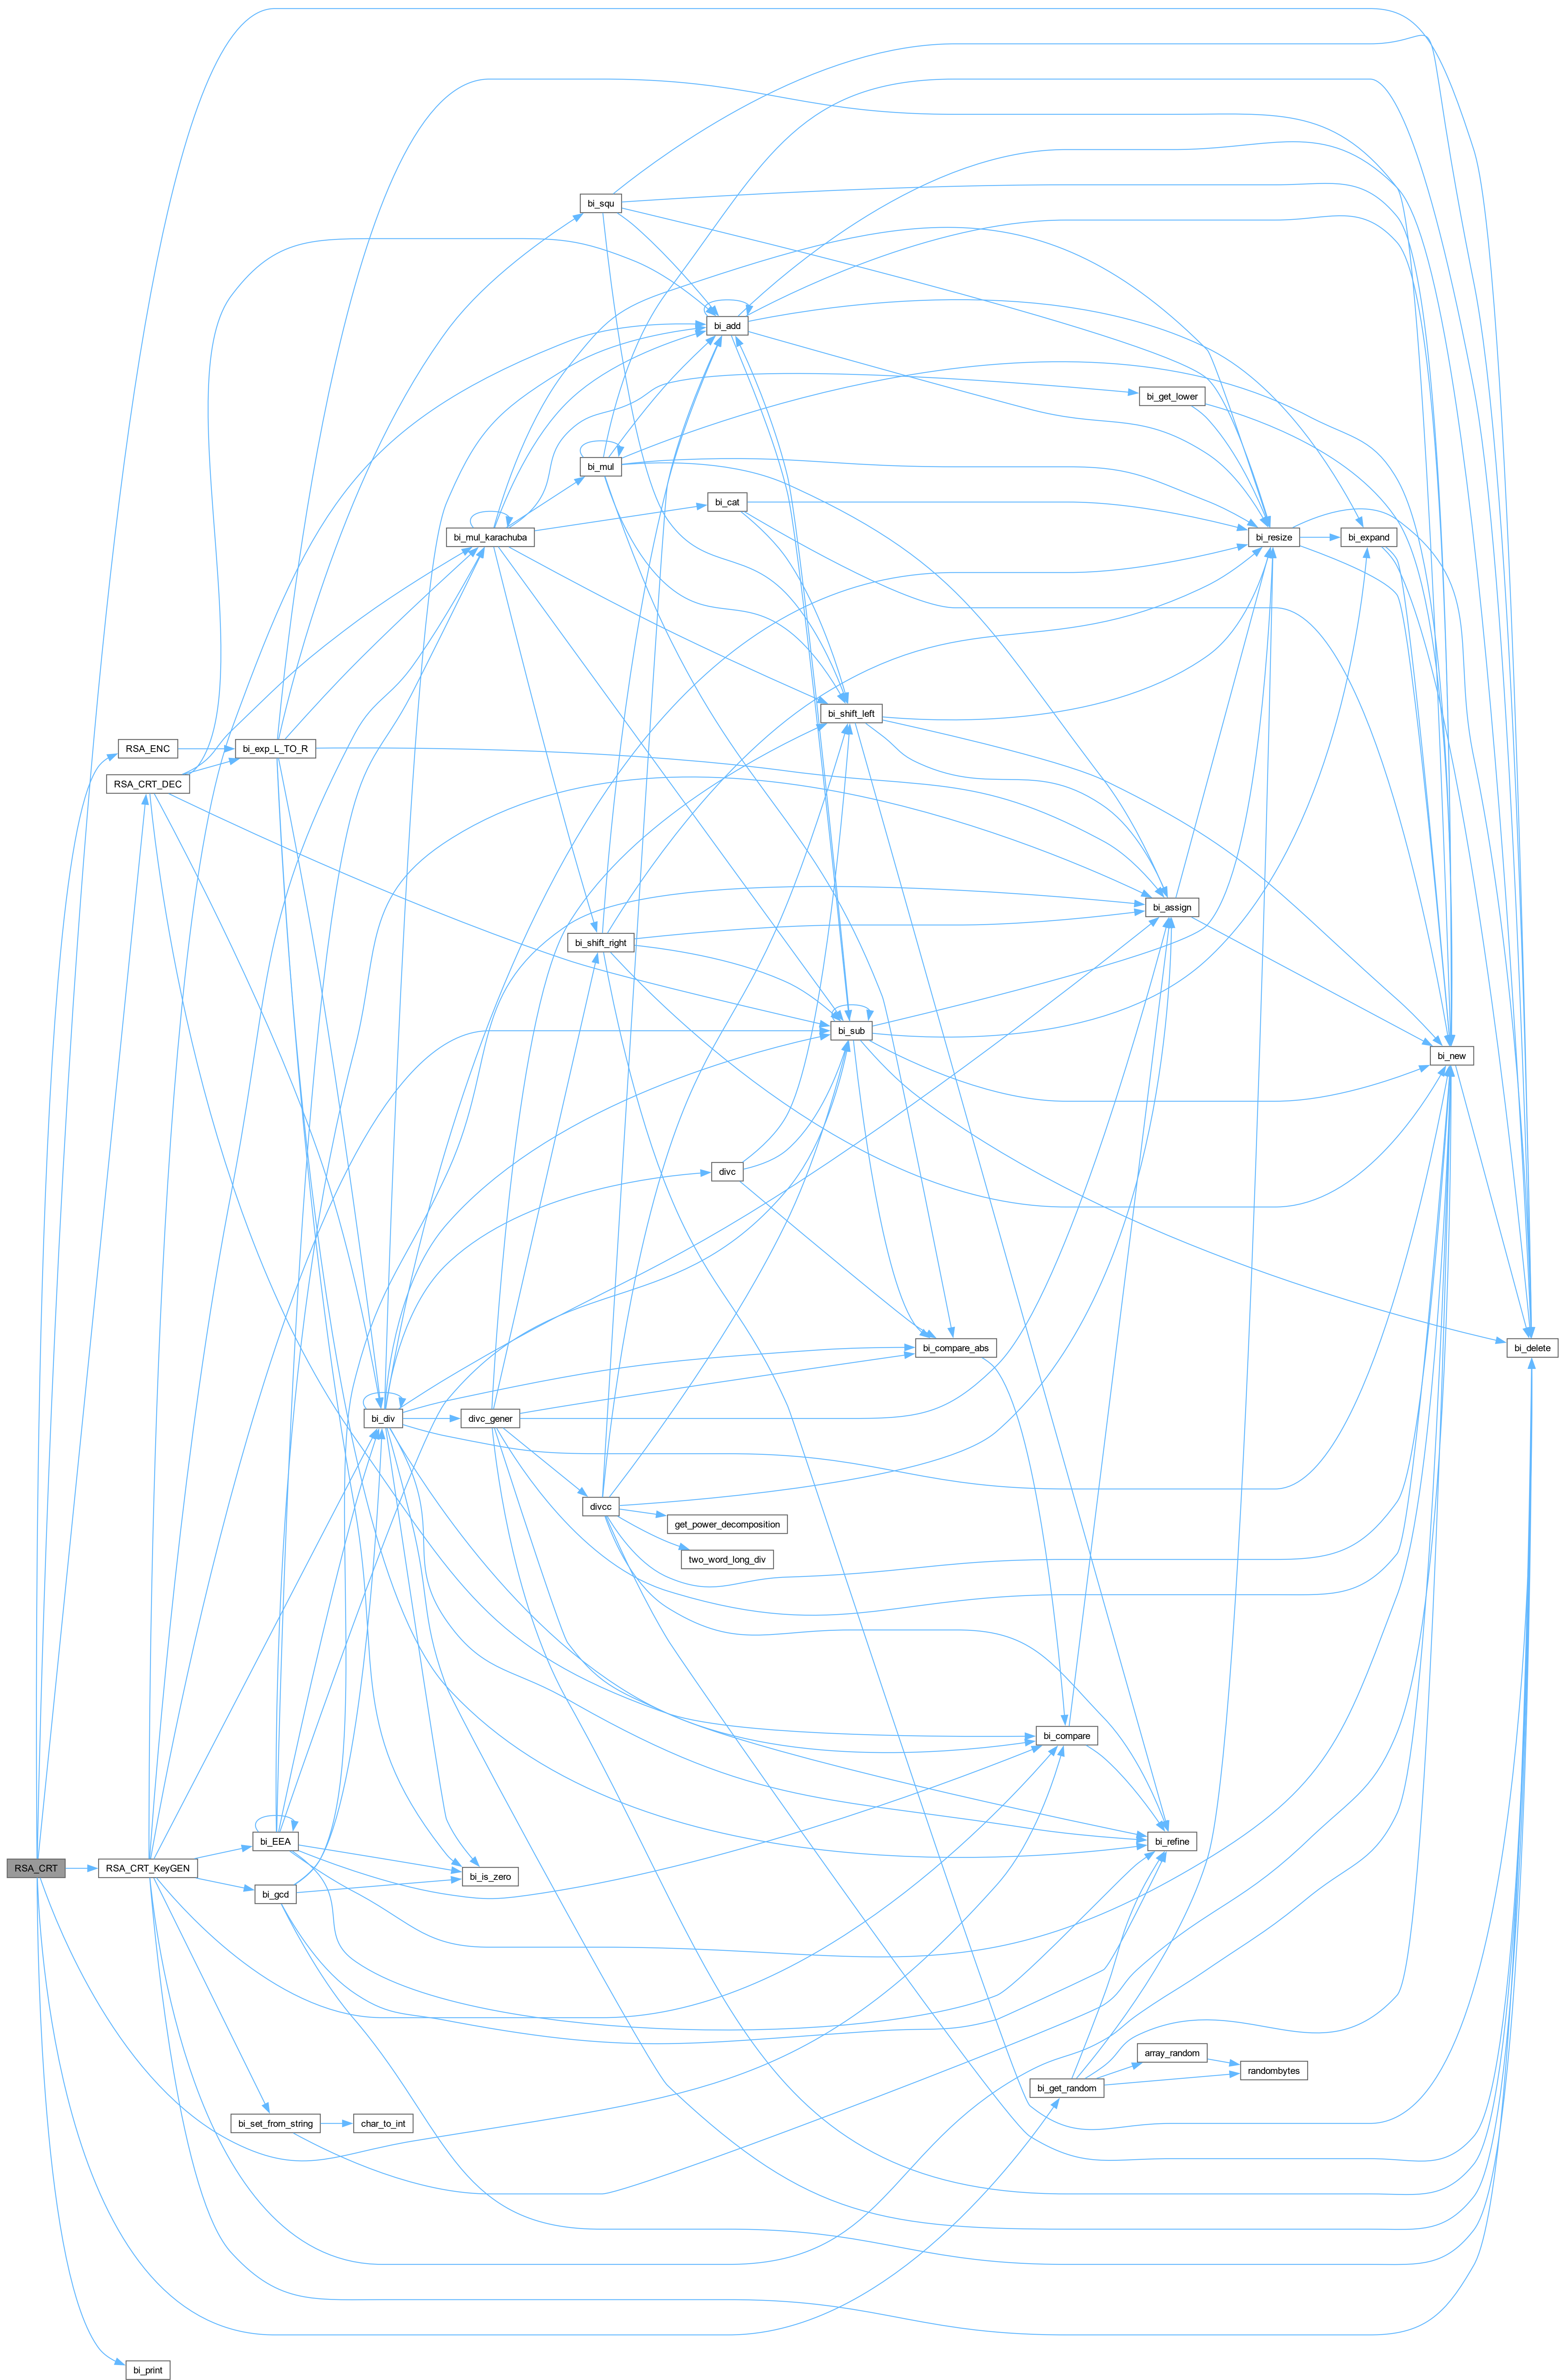 bi_squ
bi_add
bi_get_lower
bi_mul
bi_cat
bi_mul_karachuba
bi_resize
bi_expand
bi_shift_left
RSA_ENC
bi_exp_L_TO_R
RSA_CRT_DEC
bi_assign
bi_shift_right
bi_sub
bi_new
divc
bi_compare_abs
bi_delete
bi_div
divc_gener
divcc
get_power_decomposition
two_word_long_div
bi_compare
bi_EEA
bi_refine
RSA_CRT
RSA_CRT_KeyGEN
bi_is_zero
bi_gcd
array_random
randombytes
bi_get_random
bi_set_from_string
char_to_int
bi_print